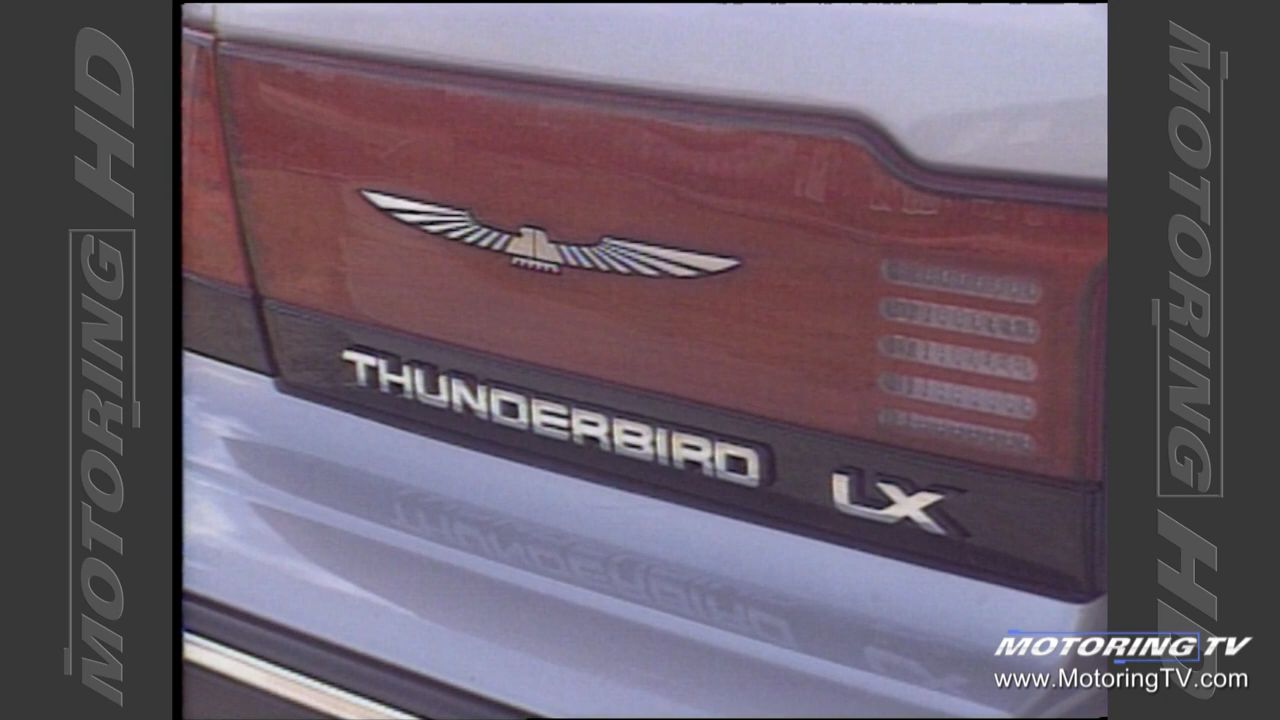 MOTORING HD
THUNDERBIRD LX
MOTORING HD
MOTORING TV
www.MotoringTV.com